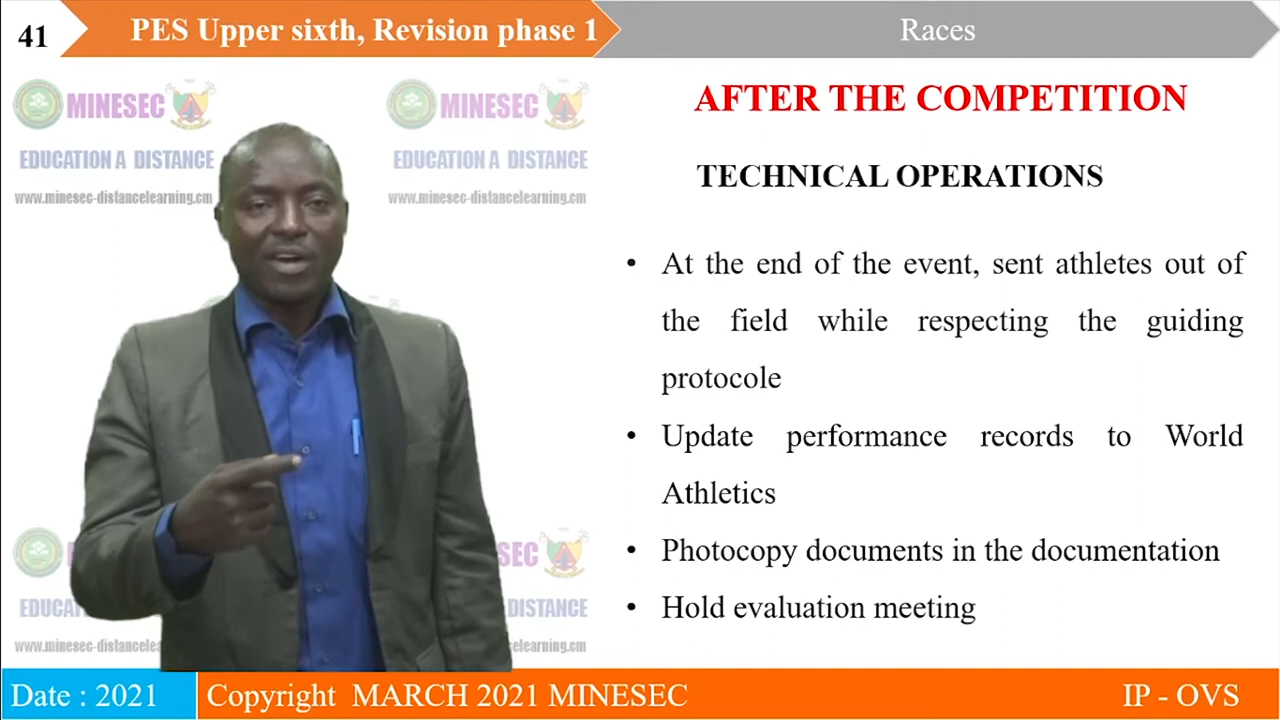 41
PES Upper sixth, Revision phase 1
Races
MINESEC
EDUCATION A DISTANCE
www.minesec-distancelearning.cm
MINESEC
EDUCATION A DISTANCE
www.minesec-distancelearning.cm
AFTER THE COMPETITION
TECHNICAL OPERATIONS
• At the end of the event, sent athletes out of
the field while respecting the guiding
protocole
• Update performance records to World
Athletics
• Photocopy documents in the documentation
• Hold evaluation meeting
Date : 2021
Copyright MARCH 2021 MINESEC
IP - OVS